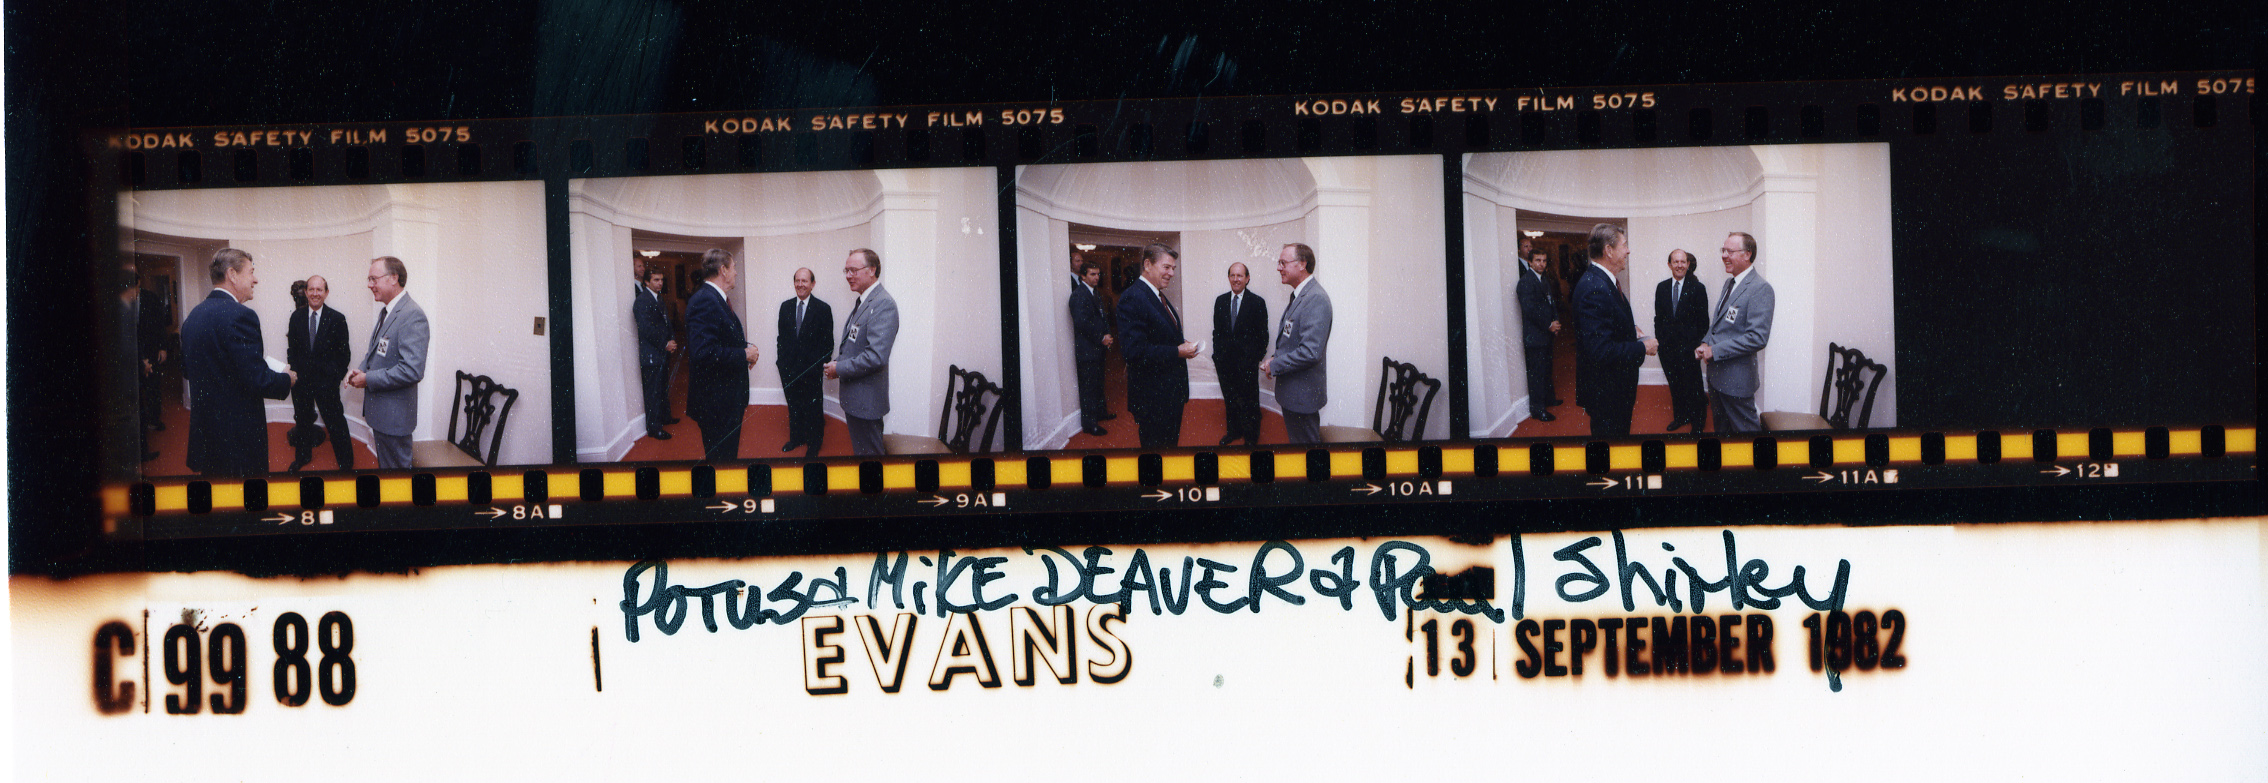 KODAK SAFETY FILM 5075 KODAK SAFETY FILM 5075 KODAK SAFETY FILM 5075 KODAK SAFETY FILM 5075
→8 →8A →9 →9A →10 →10A →11 →11A →12
POTUS & MIKE DEAVER & Paul Shirley
C 99 88 EVANS 13 SEPTEMBER 1982